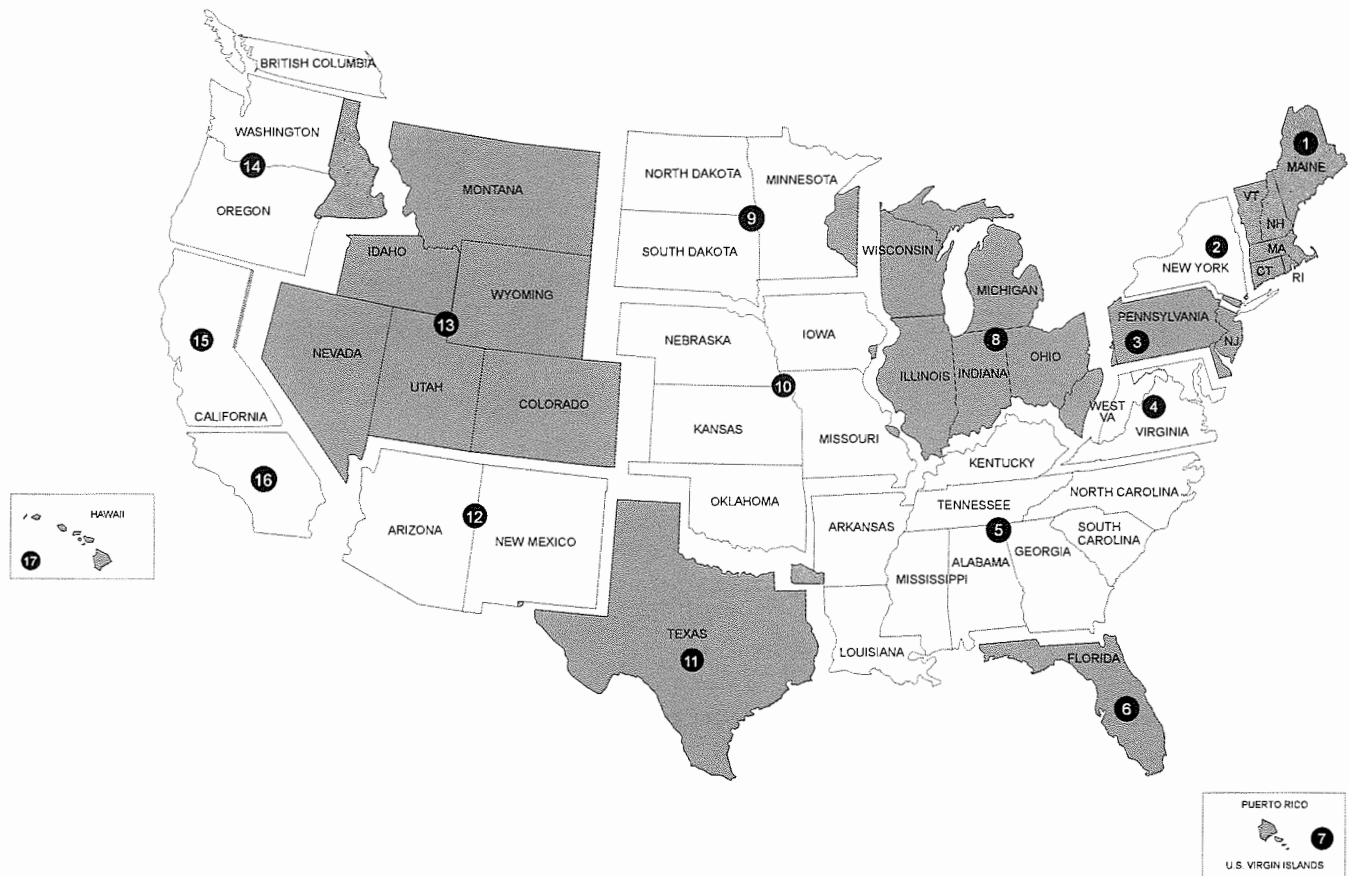 BRITISH COLUMBIA
WASHINGTON
14
OREGON
MONTANA
IDAHO
WYOMING
13
NEVADA
UTAH
COLORADO
15
CALIFORNIA
16
HAWAII
17
ARIZONA
12
NEW MEXICO
NORTH DAKOTA
MINNESOTA
9
SOUTH DAKOTA
NEBRASKA
IOWA
10
KANSAS
MISSOURI
OKLAHOMA
TEXAS
11
WISCONSIN
MICHIGAN
8
ILLINOIS
INDIANA
OHIO
1
MAINE
VT
NH
MA
CT
RI
2
NEW YORK
PENNSYLVANIA
3
NJ
WEST
VA
4
VIRGINIA
KENTUCKY
TENNESSEE
NORTH CAROLINA
5
SOUTH
CAROLINA
ARKANSAS
MISSISSIPPI
ALABAMA
GEORGIA
LOUISIANA
FLORIDA
6
PUERTO RICO
7
U.S. VIRGIN ISLANDS